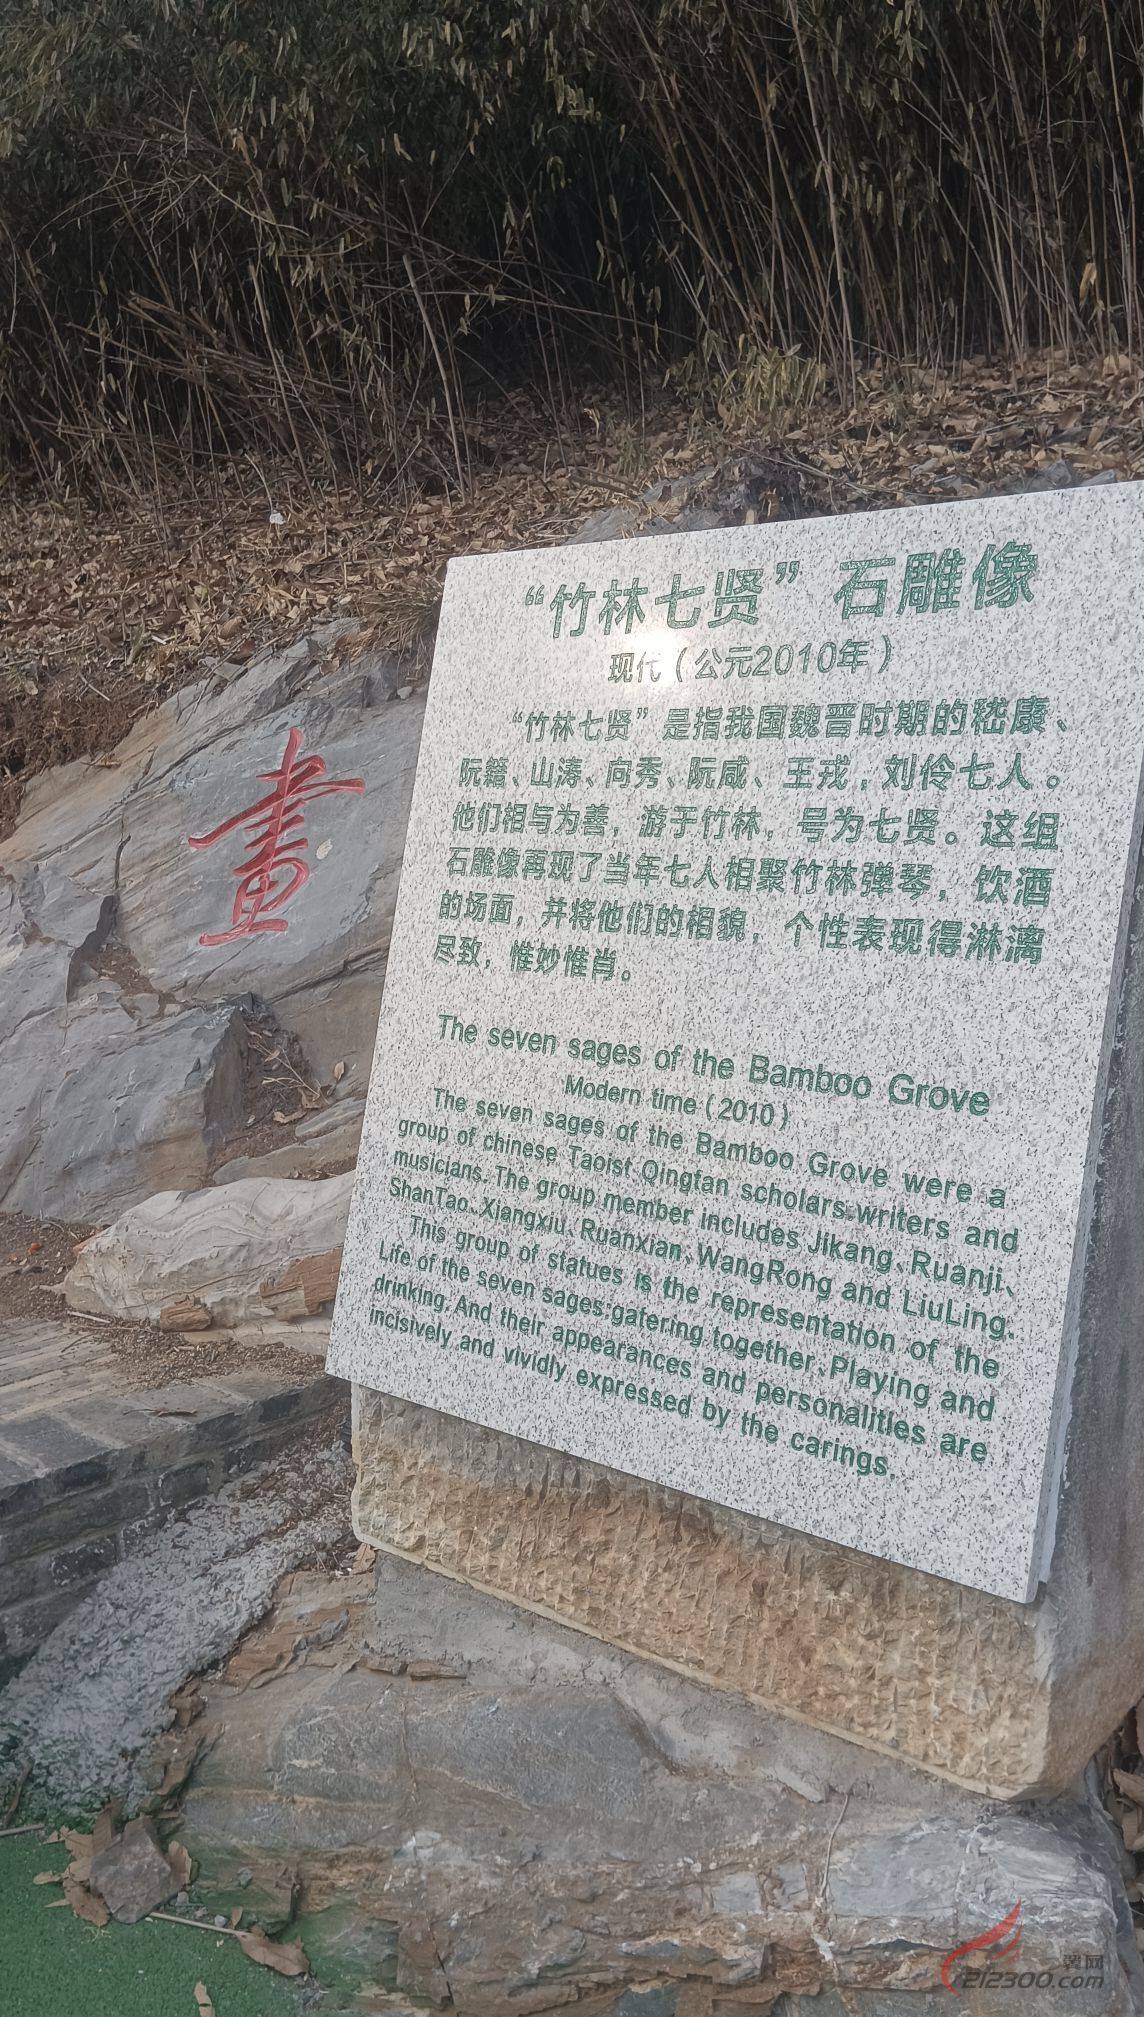 畫
“竹林七贤”石雕像
现代（公元2010年）
“竹林七贤”是指我国魏晋时期的嵇康、
阮籍、山涛、向秀、阮咸、王戎，刘伶七人。
他们相与为善，游于竹林，号为七贤。这组
石雕像再现了当年七人相聚竹林弹琴，饮酒
的场面，并将他们的相貌，个性表现得淋漓
尽致，惟妙惟肖。
The seven sages of the Bamboo Grove
Modern time（2010）
The seven sages of the Bamboo Grove were a
group of chinese Taoist Qingtan scholars.writers and
musicians.The group member includes Jikang、Ruanji、
ShanTao、Xiangxiu、Ruanxian、WangRong and LiuLing.
This group of statues is the representation of the
Life of the seven sages:gatering together、Playing and
drinking.And their appearances and personalities are
incisively and vividly expressed by the carings.
翼网
212300.com